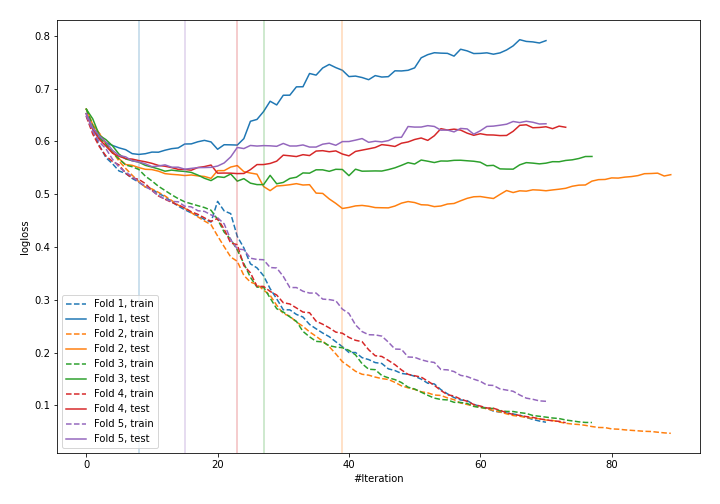 0.8
0.7
0.6
0.5
0.4
0.3
0.2
0.1
logloss
Fold 1, train
Fold 1, test
Fold 2, train
Fold 2, test
Fold 3, train
Fold 3, test
Fold 4, train
Fold 4, test
Fold 5, train
Fold 5, test
0 20 40 60 80
#Iteration